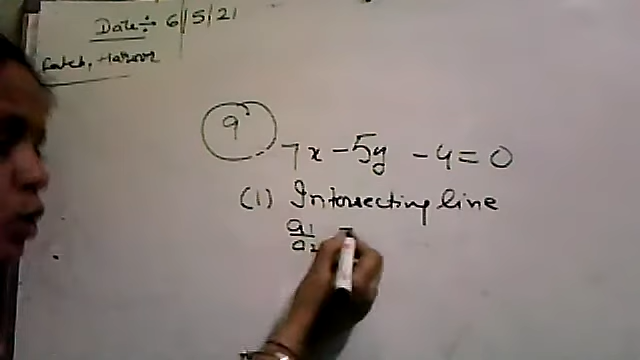 Date ÷ 6/5/21
9
7x - 5y - 4 = 0
(1) Intersecting line
a1/a2 =